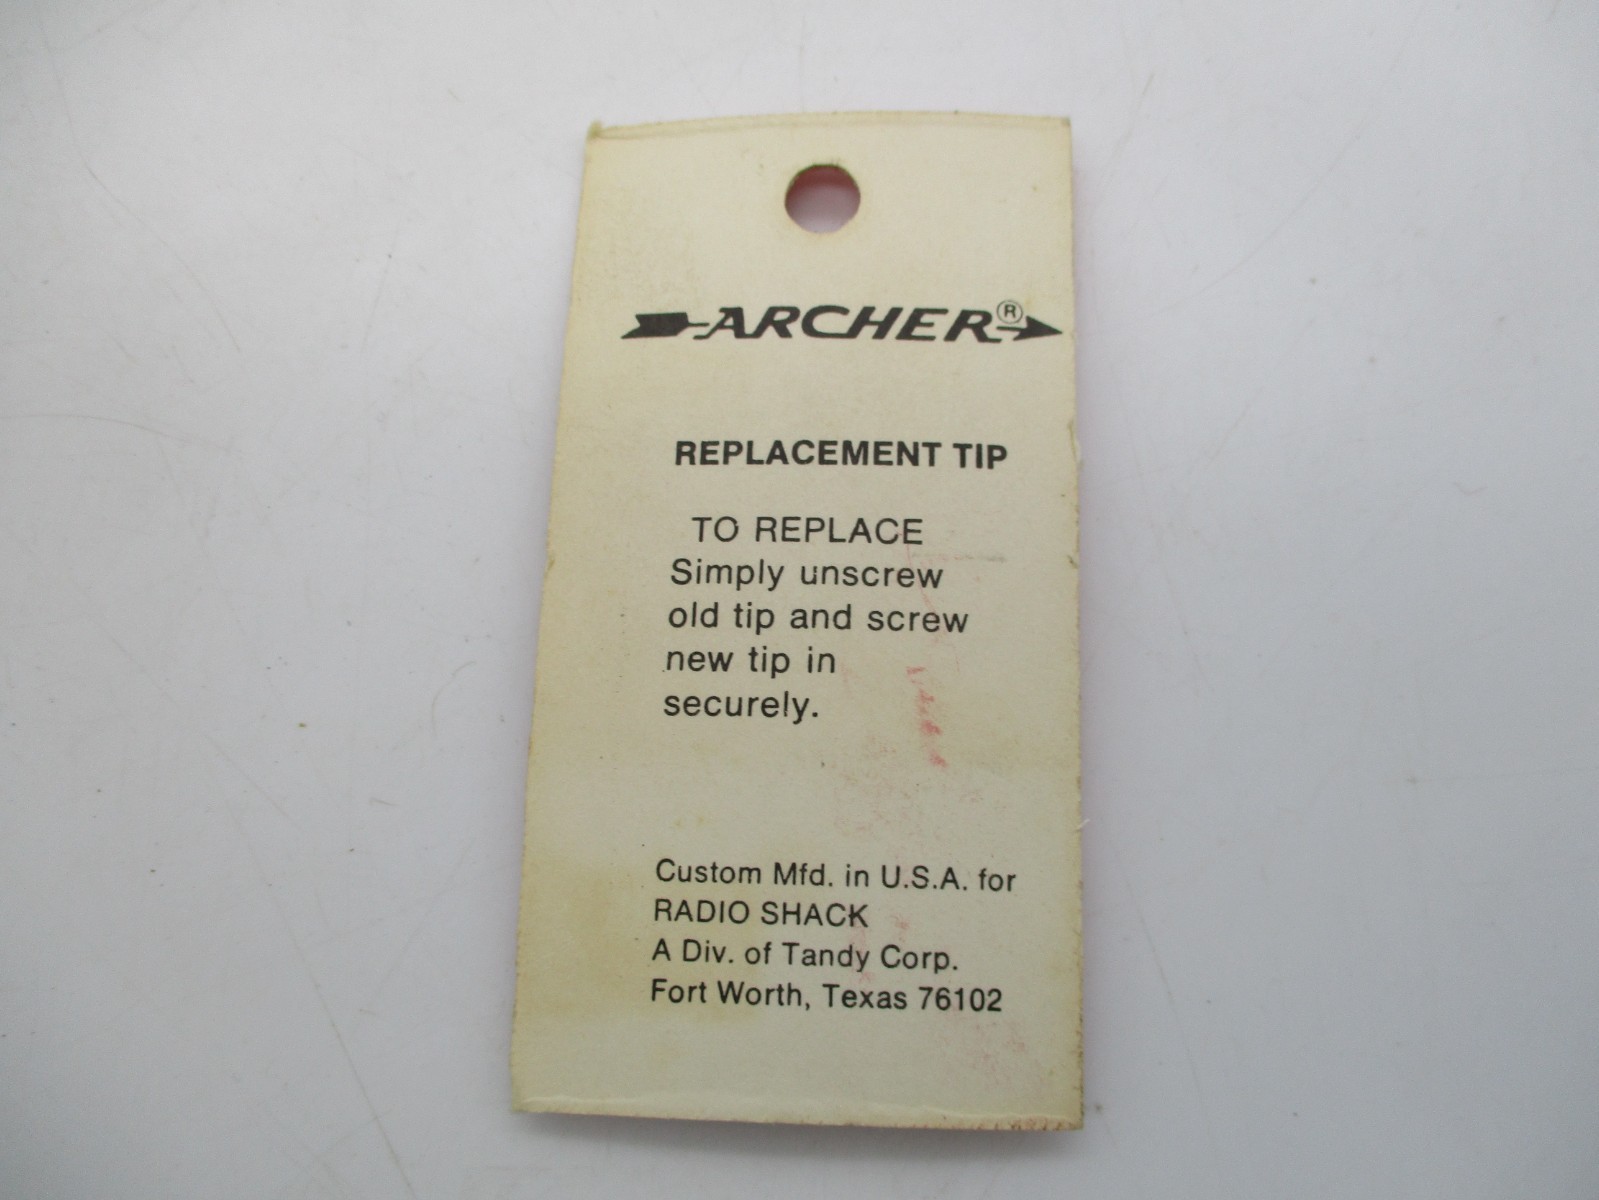 ARCHER®
REPLACEMENT TIP
TO REPLACE
Simply unscrew
old tip and screw
new tip in
securely.
Custom Mfd. in U.S.A. for
RADIO SHACK
A Div. of Tandy Corp.
Fort Worth, Texas 76102